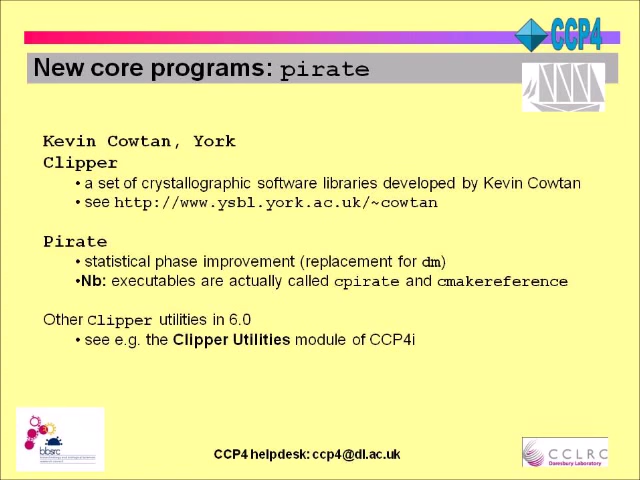 CCP4
New core programs: pirate
Kevin Cowtan, York
Clipper
• a set of crystallographic software libraries developed by Kevin Cowtan
• see http://www.ysbl.york.ac.uk/~cowtan
Pirate
• statistical phase improvement (replacement for dm)
•Nb: executables are actually called cpirate and cmakereference
Other Clipper utilities in 6.0
• see e.g. the Clipper Utilities module of CCP4i
bbsrc
CCP4 helpdesk: ccp4@dl.ac.uk
CCLRC
Daresbury Laboratory